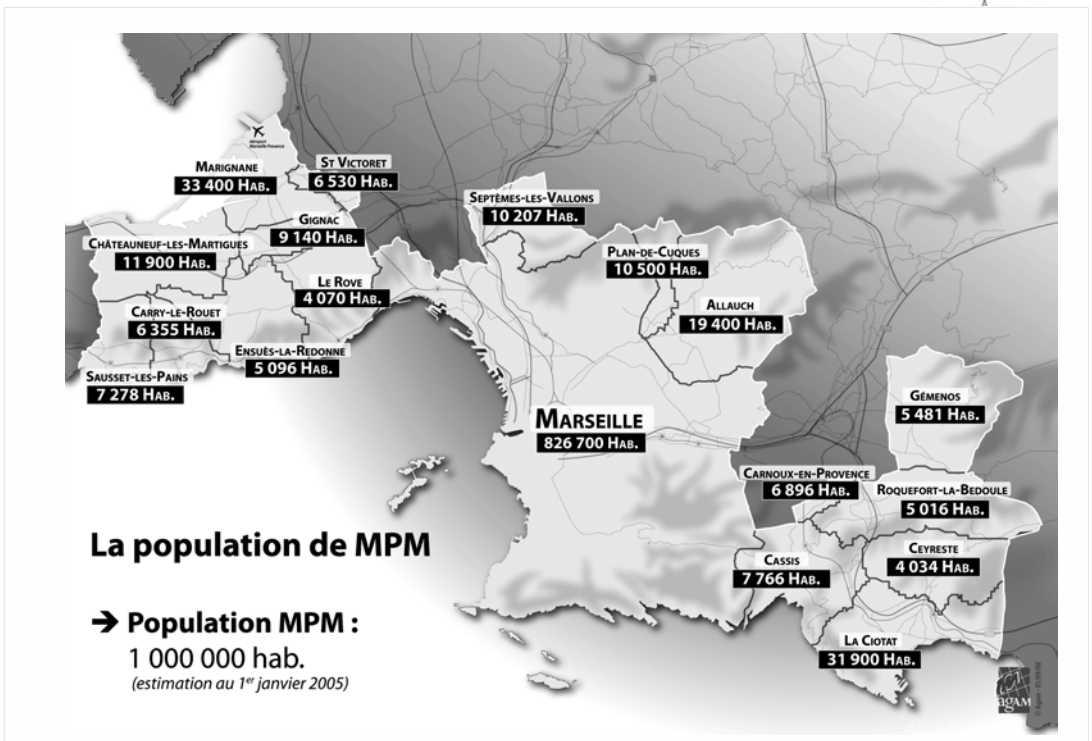 Aéroport
Marseille Provence
MARIGNANE
33 400 HAB.
ST VICTORET
6 530 HAB.
SEPTÈMES-LES-VALLONS
10 207 HAB.
GIGNAC
9 140 HAB.
CHÂTEAUNEUF-LES-MARTIGUES
11 900 HAB.
PLAN-DE-CUQUES
10 500 HAB.
LE ROVE
4 070 HAB.
ALLAUCH
19 400 HAB.
CARRY-LE-ROUET
6 355 HAB.
ENSUÈS-LA-REDONNE
5 096 HAB.
SAUSSET-LES-PAINS
7 278 HAB.
GÉMENOS
5 481 HAB.
MARSEILLE
826 700 HAB.
CARNOUX-EN-PROVENCE
6 896 HAB.
ROQUEFORT-LA-BEDOULE
5 016 HAB.
CEYRESTE
4 034 HAB.
CASSIS
7 766 HAB.
LA CIOTAT
31 900 HAB.
La population de MPM
➔ Population MPM :
1 000 000 hab.
(estimation au 1er janvier 2005)
agAM